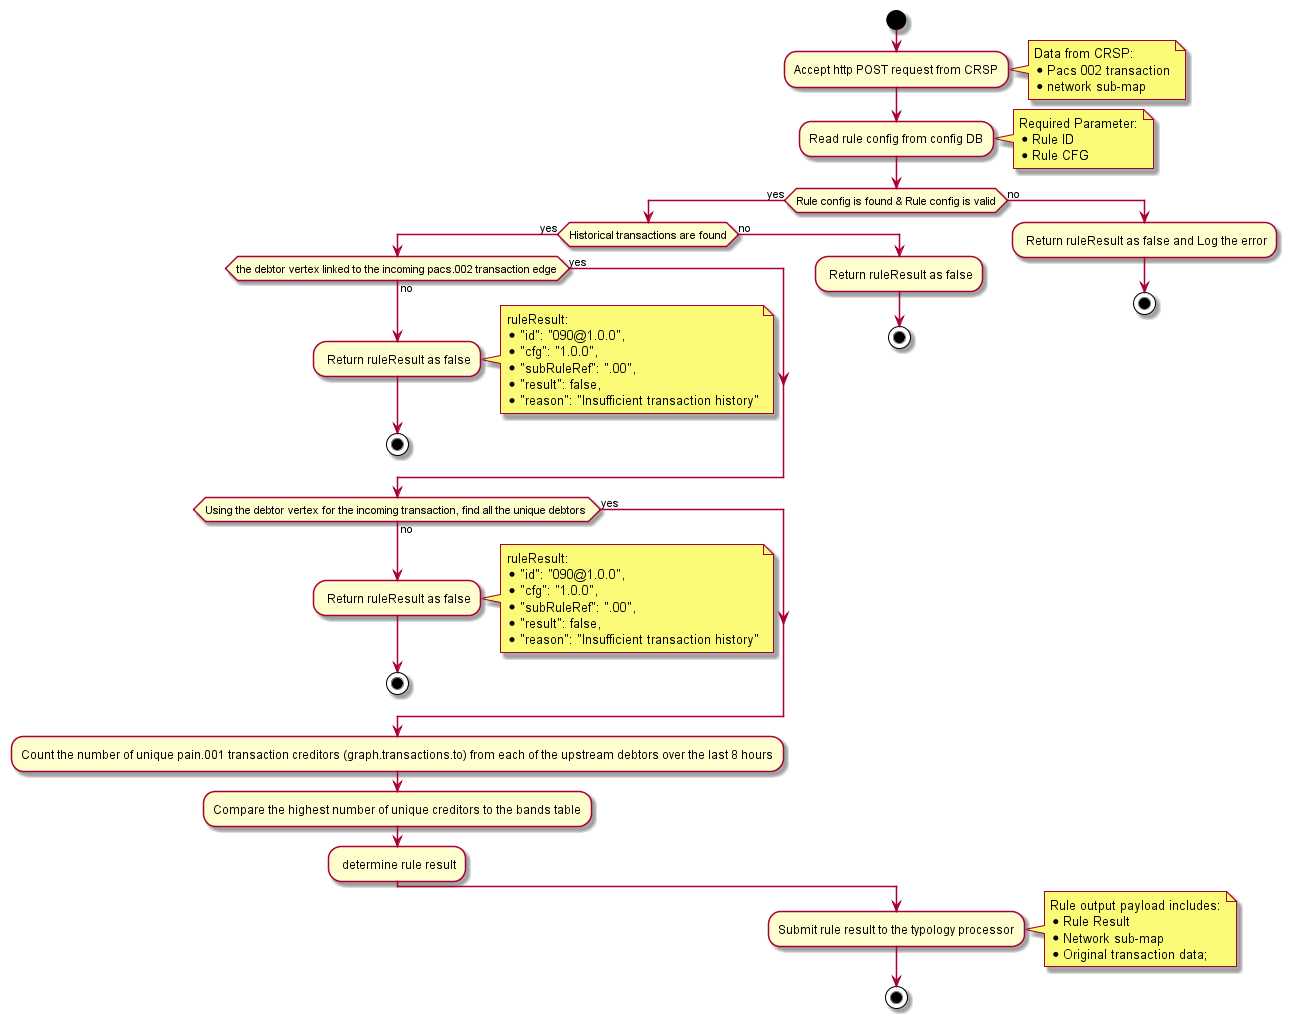 Accept http POST request from CRSP
Data from CRSP:
• Pacs 002 transaction
• network sub-map
Read rule config from config DB
Required Parameter:
• Rule ID
• Rule CFG
yes
Rule config is found & Rule config is valid
no
yes
Historical transactions are found
no
Return ruleResult as false and Log the error
the debtor vertex linked to the incoming pacs.002 transaction edge
yes
no
Return ruleResult as false
Return ruleResult as false
ruleResult:
• "id": "090@1.0.0",
• "cfg": "1.0.0",
• "subRuleRef": ".00",
• "result": false,
• "reason": "Insufficient transaction history"
Using the debtor vertex for the incoming transaction, find all the unique debtors
yes
no
Return ruleResult as false
ruleResult:
• "id": "090@1.0.0",
• "cfg": "1.0.0",
• "subRuleRef": ".00",
• "result": false,
• "reason": "Insufficient transaction history"
Count the number of unique pain.001 transaction creditors (graph.transactions.to) from each of the upstream debtors over the last 8 hours
Compare the highest number of unique creditors to the bands table
determine rule result
Submit rule result to the typology processor
Rule output payload includes:
• Rule Result
• Network sub-map
• Original transaction data;